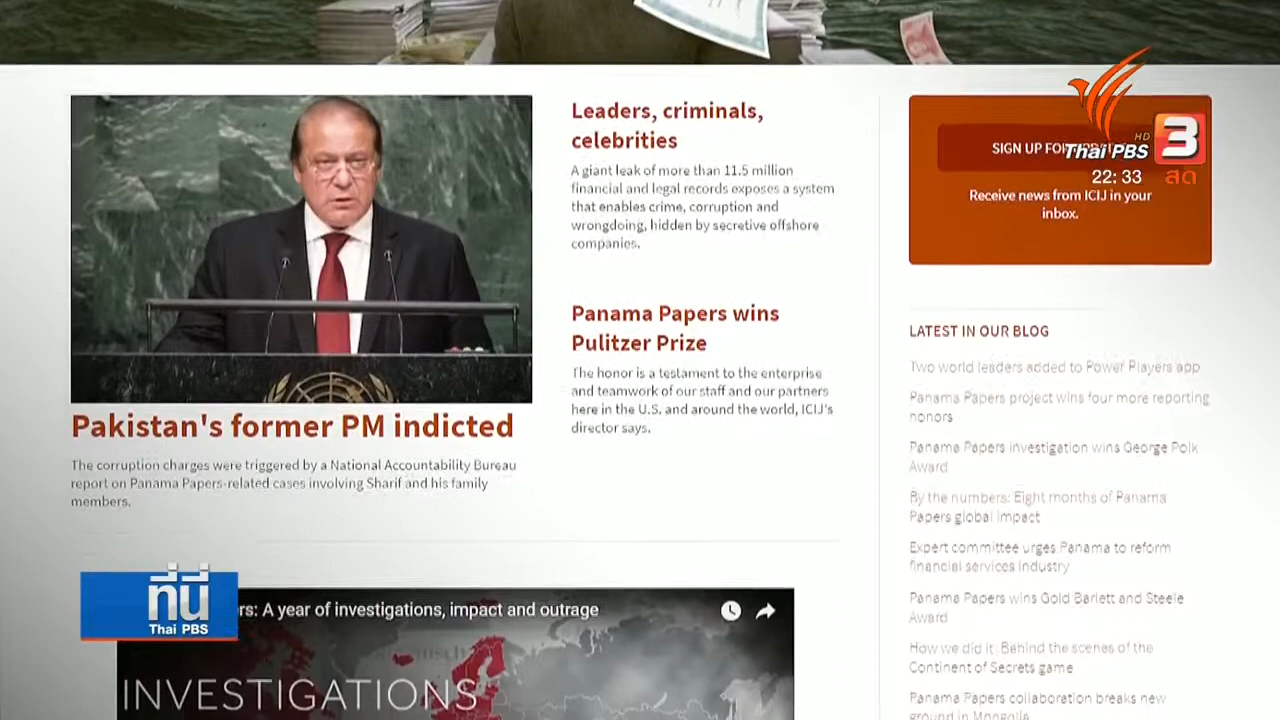 Leaders, criminals,
celebrities
A giant leak of more than 11.5 million
financial and legal records exposes a system
that enables crime, corruption and
wrongdoing, hidden by secretive offshore
companies.
Panama Papers wins
Pulitzer Prize
The honor is a testament to the enterprise
and teamwork of our staff and our partners
here in the U.S. and around the world, ICIJ's
director says.
Pakistan's former PM indicted
The corruption charges were triggered by a National Accountability Bureau
report on Panama Papers-related cases involving Sharif and his family
members.
SIGN UP FOR
Receive news from ICIJ in your
inbox.
HD
Thai PBS
3
22:33 สด
LATEST IN OUR BLOG
Two world leaders added to Power Players app
Panama Papers project wins four more reporting
honors
Panama Papers investigation wins George Polk
Award
By the numbers: Eight months of Panama
Papers global impact
Expert committee urges Panama to reform
financial services industry
Panama Papers wins Gold Barlett and Steele
Award
How we did it: Behind the scenes of the
Continent of Secrets game
Panama Papers collaboration breaks new
ground in Mongolia
ที่นี่
Thai PBS
ers: A year of investigations, impact and outrage
INVESTIGATIONS